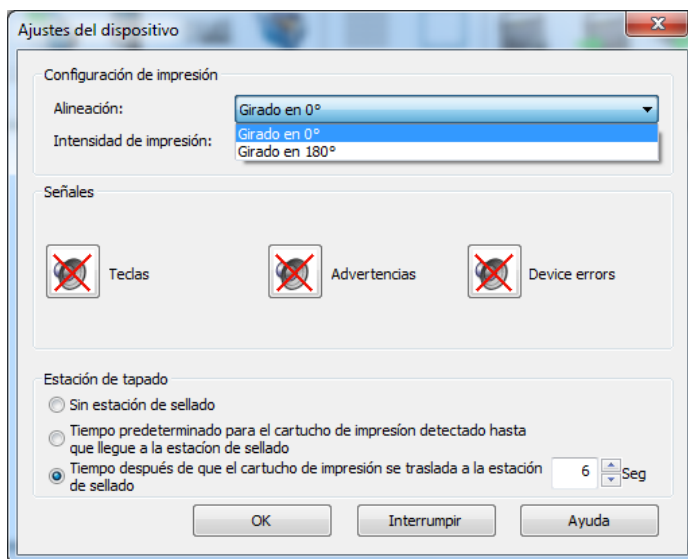 Ajustes del dispositivo
Configuración de impresión
Alineación:
Girado en 0°
Girado en 0°
Girado en 180°
Intensidad de impresión:
Señales
Teclas
Advertencias
Device errors
Estación de tapado
Sin estación de sellado
Tiempo predeterminado para el cartucho de impresíon detectado hasta
que llegue a la estacíon de sellado
Tiempo después de que el cartucho de impresión se traslada a la estación
de sellado
6
Seg
OK
Interrumpir
Ayuda